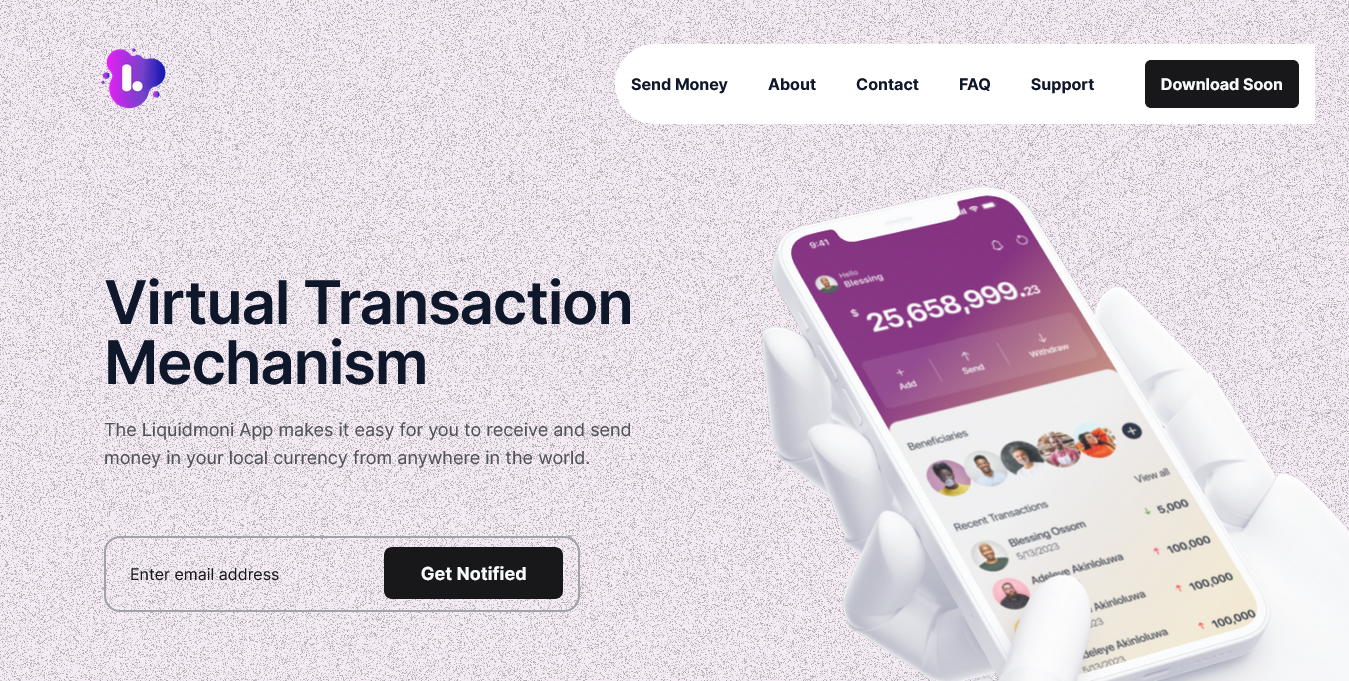 l.
Send Money
About
Contact
FAQ
Support
Download Soon
Virtual Transaction
Mechanism
The Liquidmoni App makes it easy for you to receive and send
money in your local currency from anywhere in the world.
Enter email address
Get Notified
9:41
Hello
Blessing
$ 25,658,999.23
+
Add
Send
Withdraw
Beneficiaries
+
View all
Recent Transactions
Blessing Ossom
5/13/2023
5,000
Adeleye Akinloluwa
100,000
Akinloluwa
100,000
deleye Akinloluwa
5/13/2023
100,000